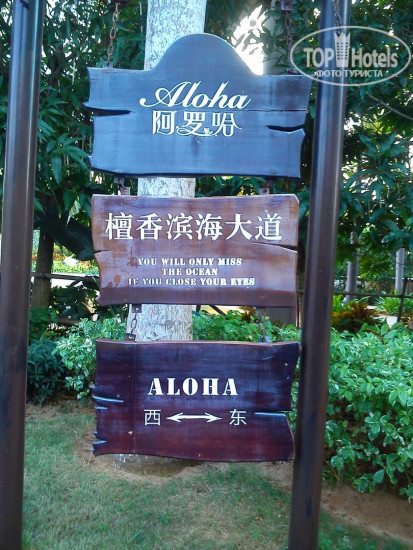 TOP Hotels
ФОТО ТУРИСТА
Aloha
阿罗哈
檀香滨海大道
YOU WILL ONLY MISS
THE OCEAN
IF YOU CLOSE YOUR EYES
ALOHA
西 ←→ 东